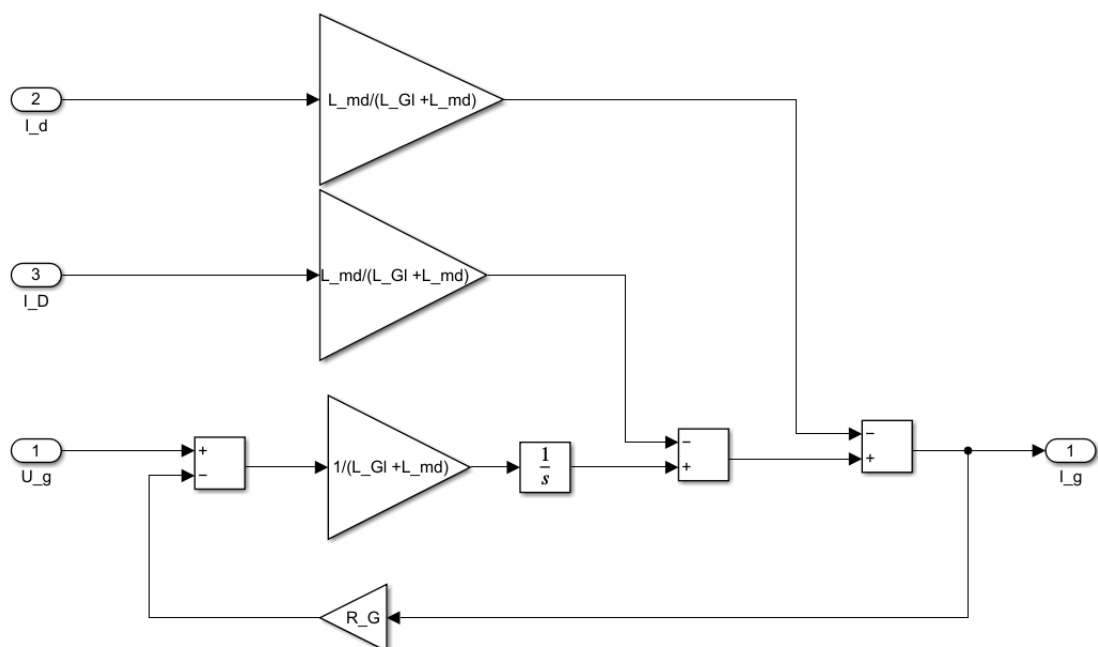 2
I_d
L_md/(L_Gl +L_md)
3
I_D
L_md/(L_Gl +L_md)
1
U_g
+
−
1/(L_Gl +L_md)
1
s
−
+
−
+
1
I_g
R_G